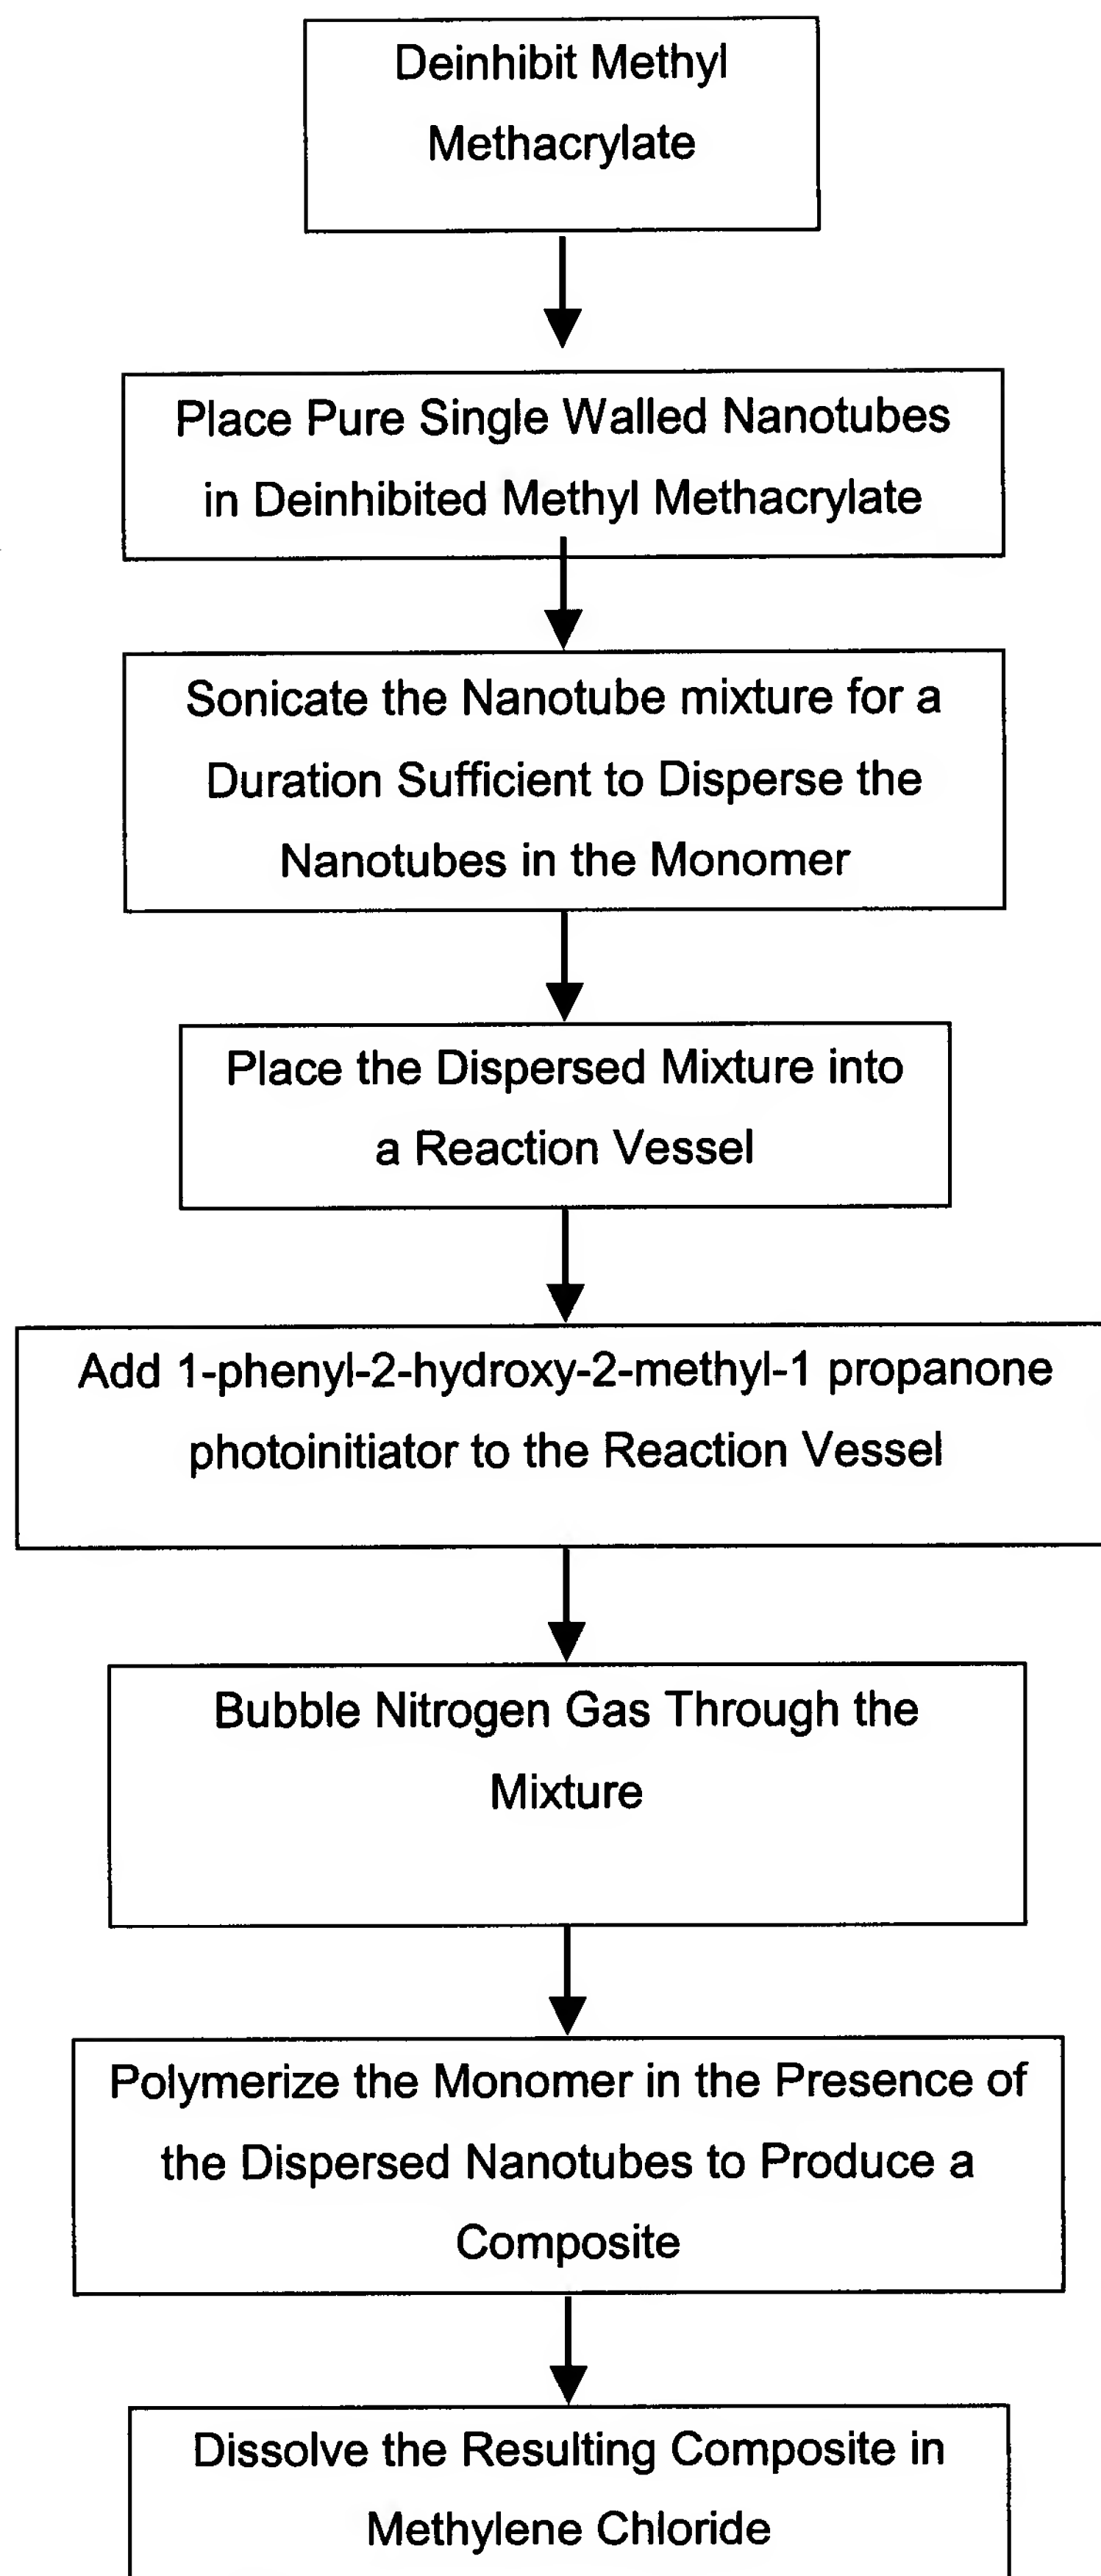 Deinhibit Methyl
Methacrylate
Place Pure Single Walled Nanotubes
in Deinhibited Methyl Methacrylate
Sonicate the Nanotube mixture for a
Duration Sufficient to Disperse the
Nanotubes in the Monomer
Place the Dispersed Mixture into
a Reaction Vessel
Add 1-phenyl-2-hydroxy-2-methyl-1 propanone
photoinitiator to the Reaction Vessel
Bubble Nitrogen Gas Through the
Mixture
Polymerize the Monomer in the Presence of
the Dispersed Nanotubes to Produce a
Composite
Dissolve the Resulting Composite in
Methylene Chloride